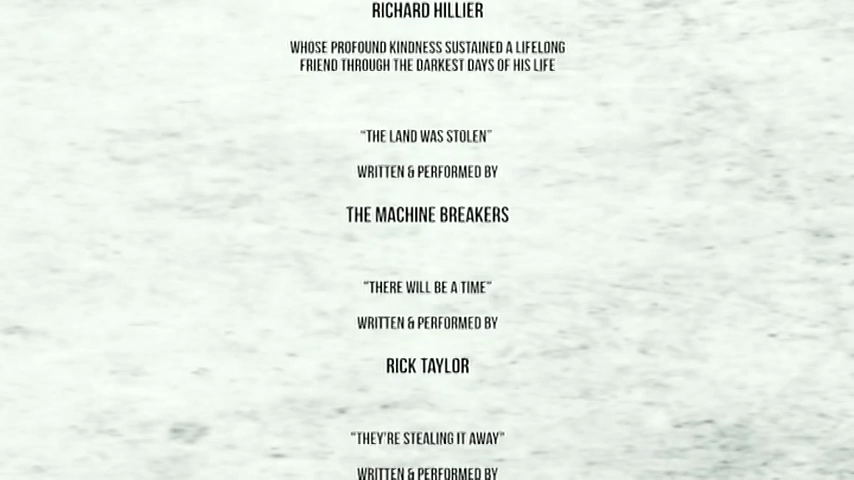 RICHARD HILLIER
WHOSE PROFOUND KINDNESS SUSTAINED A LIFELONG
FRIEND THROUGH THE DARKEST DAYS OF HIS LIFE
“THE LAND WAS STOLEN”
WRITTEN & PERFORMED BY
THE MACHINE BREAKERS
"THERE WILL BE A TIME"
WRITTEN & PERFORMED BY
RICK TAYLOR
“THEY’RE STEALING IT AWAY”
WRITTEN & PERFORMED BY